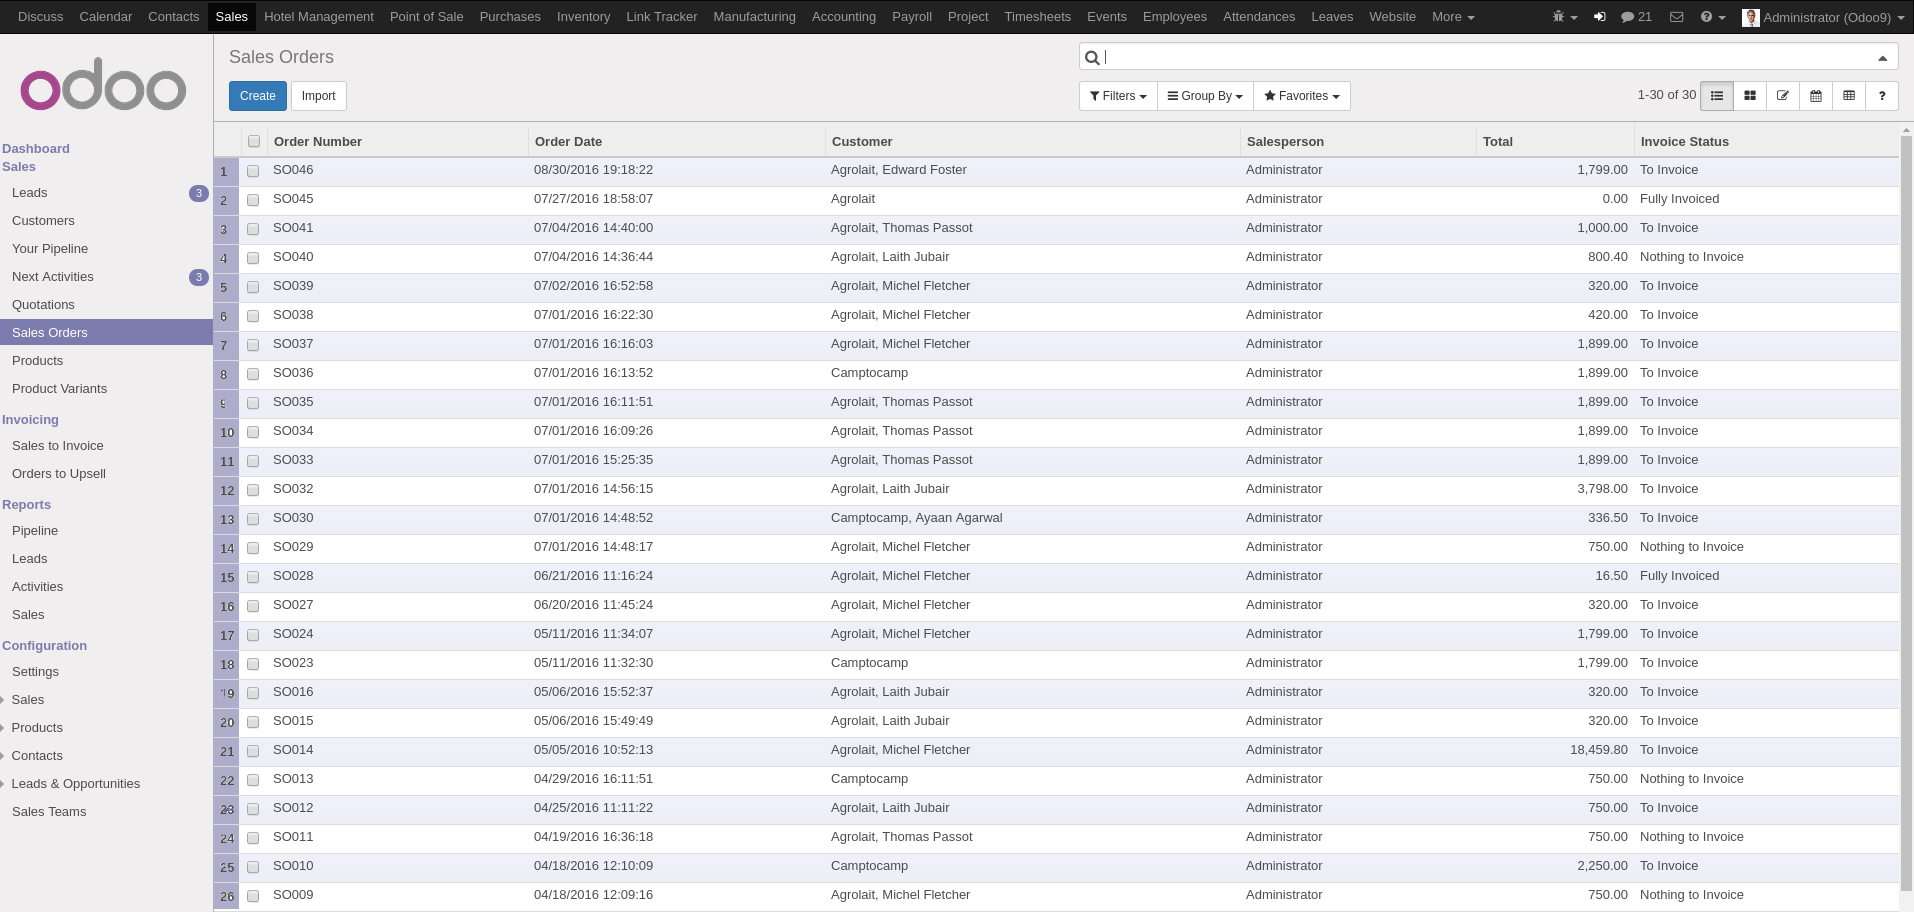 Discuss Calendar Contacts Sales Hotel Management Point of Sale Purchases Inventory Link Tracker Manufacturing Accounting Payroll Project Timesheets Events Employees Attendances Leaves Website More 21 Administrator (Odoo9)
odoo
Sales Orders
Create Import
Filters Group By Favorites
1-30 of 30
Dashboard
Sales
Leads 3
Customers
Your Pipeline
Next Activities 3
Quotations
Sales Orders
Products
Product Variants
Invoicing
Sales to Invoice
Orders to Upsell
Reports
Pipeline
Leads
Activities
Sales
Configuration
Settings
Sales
Products
Contacts
Leads & Opportunities
Sales Teams
Order Number Order Date Customer Salesperson Total Invoice Status
1 SO046 08/30/2016 19:18:22 Agrolait, Edward Foster Administrator 1,799.00 To Invoice
2 SO045 07/27/2016 18:58:07 Agrolait Administrator 0.00 Fully Invoiced
3 SO041 07/04/2016 14:40:00 Agrolait, Thomas Passot Administrator 1,000.00 To Invoice
4 SO040 07/04/2016 14:36:44 Agrolait, Laith Jubair Administrator 800.40 Nothing to Invoice
5 SO039 07/02/2016 16:52:58 Agrolait, Michel Fletcher Administrator 320.00 To Invoice
6 SO038 07/01/2016 16:22:30 Agrolait, Michel Fletcher Administrator 420.00 To Invoice
7 SO037 07/01/2016 16:16:03 Agrolait, Michel Fletcher Administrator 1,899.00 To Invoice
8 SO036 07/01/2016 16:13:52 Camptocamp Administrator 1,899.00 To Invoice
9 SO035 07/01/2016 16:11:51 Agrolait, Thomas Passot Administrator 1,899.00 To Invoice
10 SO034 07/01/2016 16:09:26 Agrolait, Thomas Passot Administrator 1,899.00 To Invoice
11 SO033 07/01/2016 15:25:35 Agrolait, Thomas Passot Administrator 1,899.00 To Invoice
12 SO032 07/01/2016 14:56:15 Agrolait, Laith Jubair Administrator 3,798.00 To Invoice
13 SO030 07/01/2016 14:48:52 Camptocamp, Ayaan Agarwal Administrator 336.50 To Invoice
14 SO029 07/01/2016 14:48:17 Agrolait, Michel Fletcher Administrator 750.00 Nothing to Invoice
15 SO028 06/21/2016 11:16:24 Agrolait, Michel Fletcher Administrator 16.50 Fully Invoiced
16 SO027 06/20/2016 11:45:24 Agrolait, Michel Fletcher Administrator 320.00 To Invoice
17 SO024 05/11/2016 11:34:07 Agrolait, Michel Fletcher Administrator 1,799.00 To Invoice
18 SO023 05/11/2016 11:32:30 Camptocamp Administrator 1,799.00 To Invoice
19 SO016 05/06/2016 15:52:37 Agrolait, Laith Jubair Administrator 320.00 To Invoice
20 SO015 05/06/2016 15:49:49 Agrolait, Laith Jubair Administrator 320.00 To Invoice
21 SO014 05/05/2016 10:52:13 Agrolait, Michel Fletcher Administrator 18,459.80 To Invoice
22 SO013 04/29/2016 16:11:51 Camptocamp Administrator 750.00 Nothing to Invoice
23 SO012 04/25/2016 11:11:22 Agrolait, Laith Jubair Administrator 750.00 To Invoice
24 SO011 04/19/2016 16:36:18 Agrolait, Thomas Passot Administrator 750.00 Nothing to Invoice
25 SO010 04/18/2016 12:10:09 Camptocamp Administrator 2,250.00 To Invoice
26 SO009 04/18/2016 12:09:16 Agrolait, Michel Fletcher Administrator 750.00 Nothing to Invoice